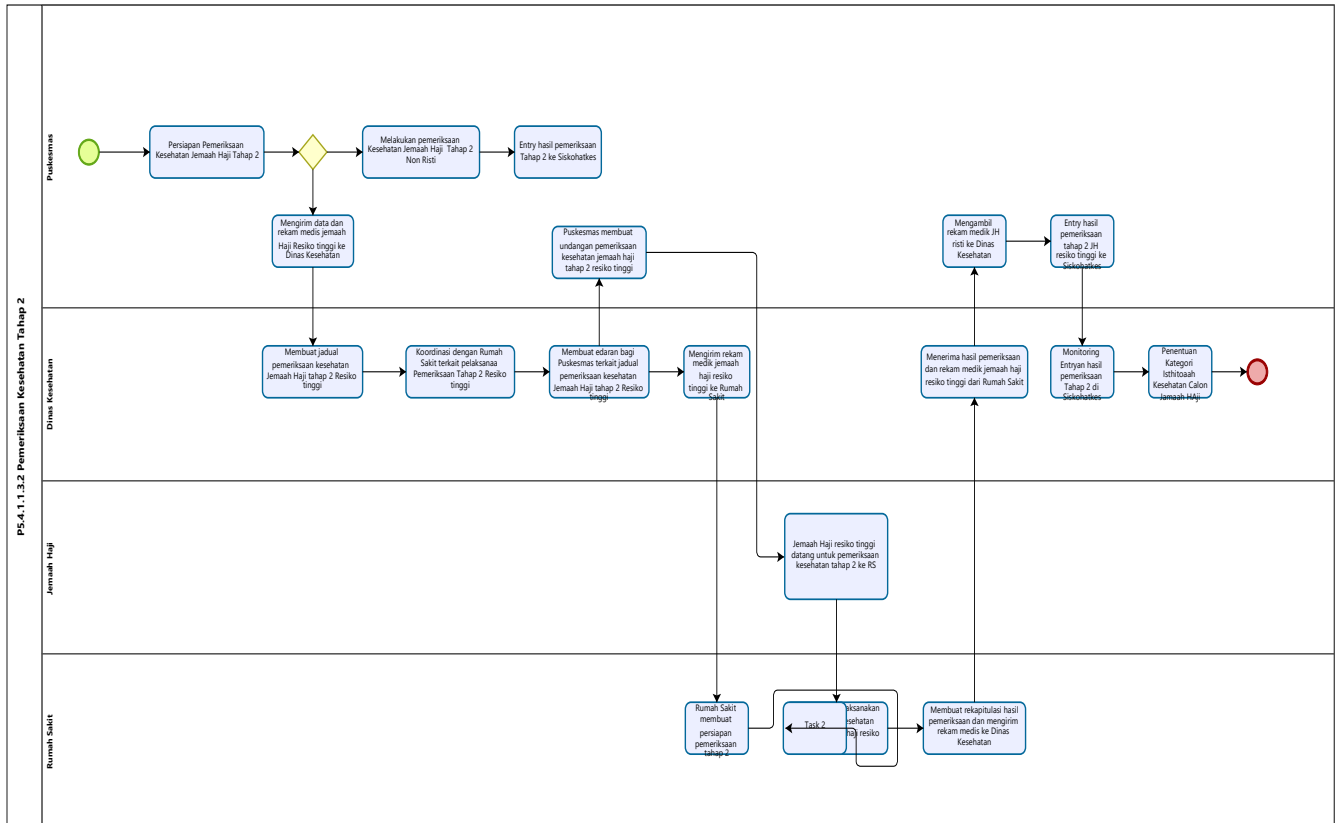 P5.4.1.1.3.2 Pemeriksaan Kesehatan Tahap 2
Puskesmas
Persiapan Pemeriksaan
Kesehatan Jemaah Haji Tahap 2
Melakukan pemeriksaan
Kesehatan Jemaah Haji Tahap 2
Non Risti
Entry hasil pemeriksaan
Tahap 2 ke Siskohatkes
Mengirim data dan
rekam medis jemaah
Haji Resiko tinggi ke
Dinas Kesehatan
Puskesmas membuat
undangan pemeriksaan
kesehatan jemaah haji
tahap 2 resiko tinggi
Mengambil
rekam medik JH
risti ke Dinas
Kesehatan
Entry hasil
pemeriksaan
tahap 2 JH
resiko tinggi ke
Siskohatkes
Dinas Kesehatan
Membuat jadual
pemeriksaan kesehatan
Jemaah Haji tahap 2 Resiko
tinggi
Koordinasi dengan Rumah
Sakit terkait pelaksanaa
Pemeriksaan Tahap 2 Resiko
tinggi
Membuat edaran bagi
Puskesmas terkait jadual
pemeriksaan kesehatan
Jemaah Haji tahap 2 Resiko
tinggi
Mengirim rekam
medik jemaah
haji resiko
tinggi ke Rumah
Sakit
Menerima hasil pemeriksaan
dan rekam medik jemaah haji
resiko tinggi dari Rumah Sakit
Monitoring
Entryan hasil
pemeriksaan
Tahap 2 di
Siskohatkes
Penentuan
Kategori
Isthitoaah
Kesehatan Calon
Jamaah HAji
Jemaah Haji
Jemaah Haji resiko tinggi
datang untuk pemeriksaan
kesehatan tahap 2 ke RS
Rumah Sakit
Rumah Sakit
membuat
persiapan
pemeriksaan
tahap 2
Task 2
aksanakan
esehatan
haji resiko
Membuat rekapitulasi hasil
pemeriksaan dan mengirim
rekam medis ke Dinas
Kesehatan